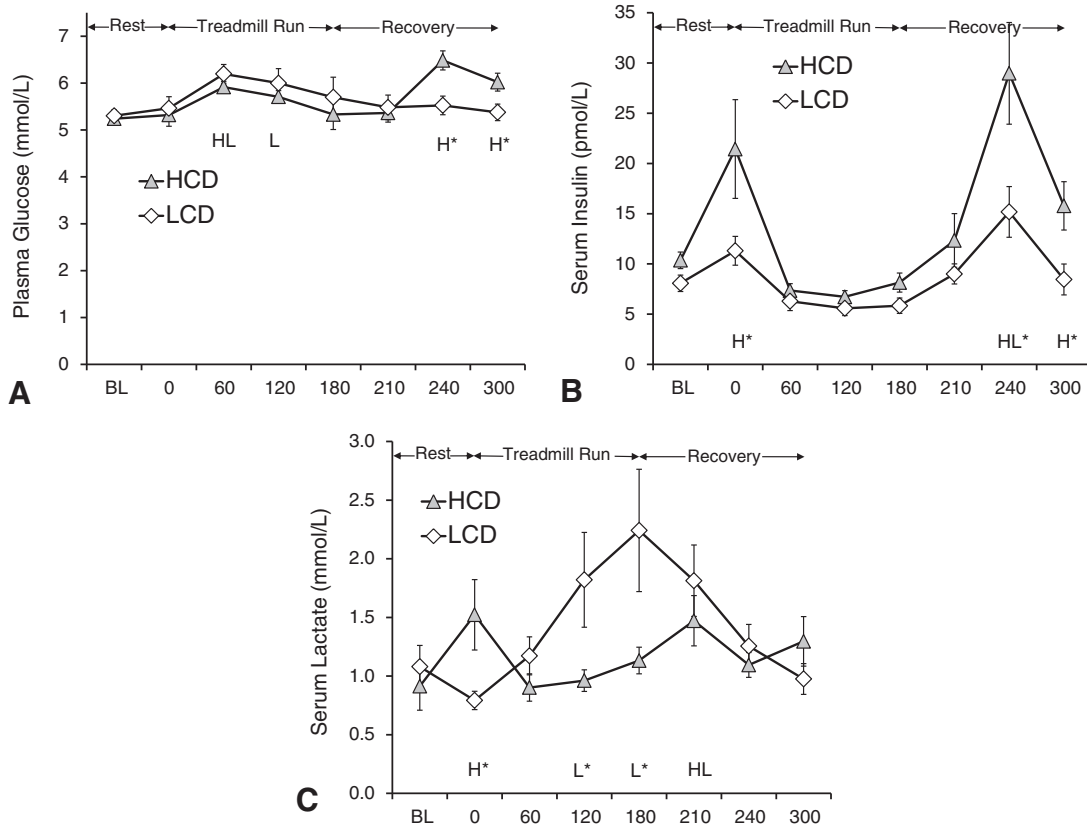 Rest Treadmill Run Recovery
7
6
5
4
3
2
1
0
Plasma Glucose (mmol/L)
HL L H* H*
HCD
LCD
BL 0 60 120 180 210 240 300
A
Rest Treadmill Run Recovery
35
30
25
20
15
10
5
0
Serum Insulin (pmol/L)
HCD
LCD
H* HL* H*
BL 0 60 120 180 210 240 300
B
Rest Treadmill Run Recovery
3.0
2.5
2.0
1.5
1.0
0.5
0.0
Serum Lactate (mmol/L)
HCD
LCD
H* L* L* HL
BL 0 60 120 180 210 240 300
C